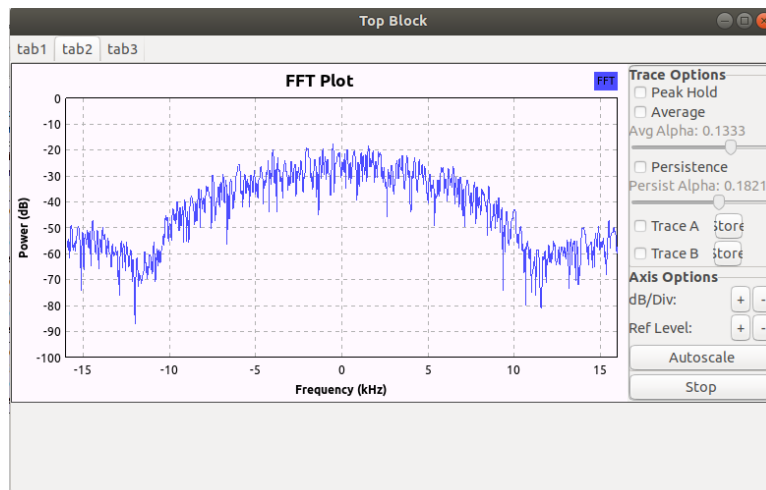 Top Block
tab1 tab2 tab3
FFT Plot
FFT
Power (dB)
0
-10
-20
-30
-40
-50
-60
-70
-80
-90
-100
-15 -10 -5 0 5 10 15
Frequency (kHz)
Trace Options
Peak Hold
Average
Avg Alpha: 0.1333
Persistence
Persist Alpha: 0.1821
Trace A Store
Trace B Store
Axis Options
dB/Div: + -
Ref Level: + -
Autoscale
Stop